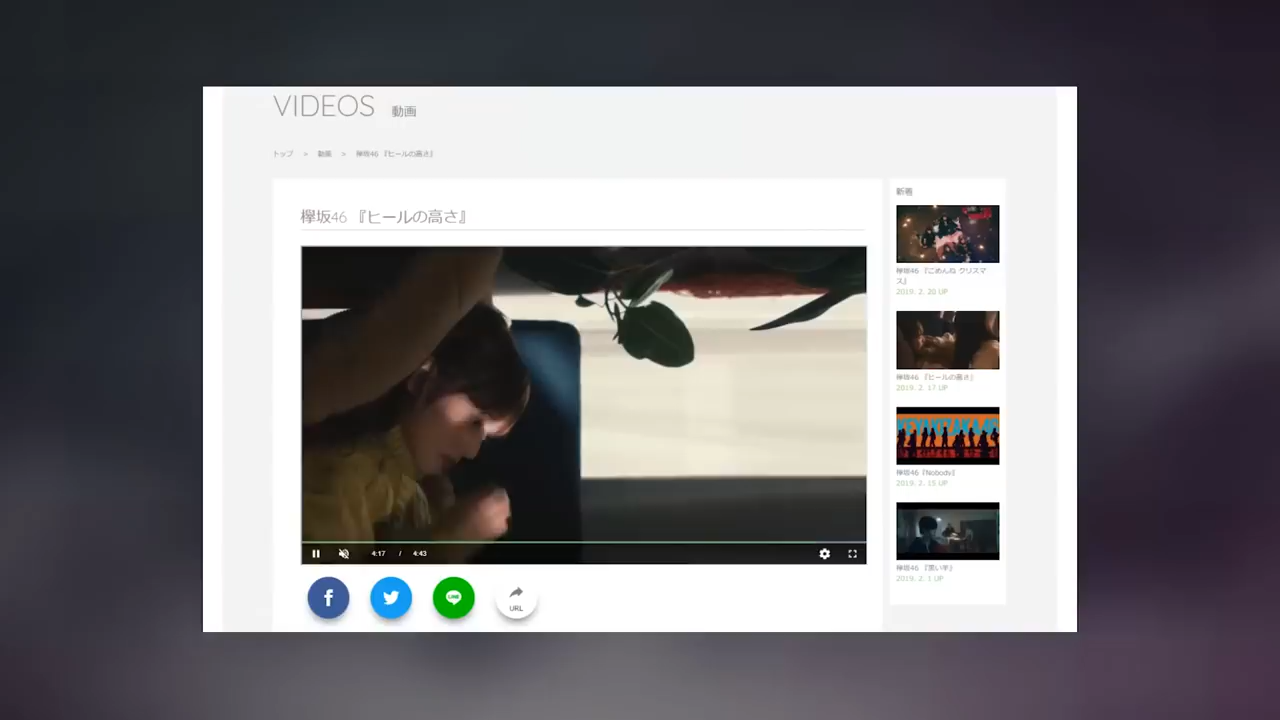 VIDEOS 動画
トップ > 動画 > 欅坂46 『ヒールの高さ』
欅坂46 『ヒールの高さ』
4:17 / 4:43
LINE
URL
新着
欅坂46 『ごめんね クリスマ
ス』
2019. 2. 20 UP
欅坂46 『ヒールの高さ』
2019. 2. 17 UP
KEYAKIZAKA46
欅坂46『Nobody』
2019. 2. 15 UP
欅坂46 『黒い羊』
2019. 2. 1 UP